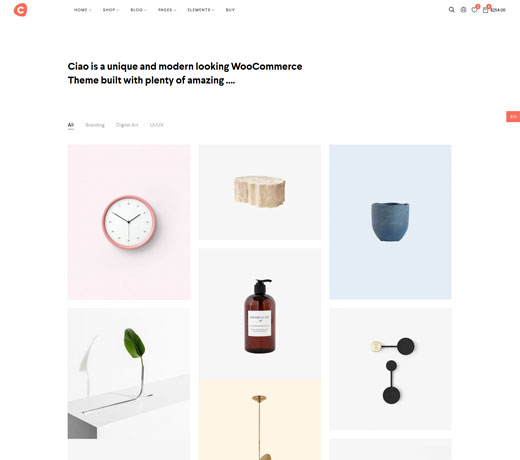 C
HOME
SHOP
BLOG
PAGES
ELEMENTS
BUY
$254.00
Ciao is a unique and modern looking WooCommerce
Theme built with plenty of amazing ....
All
Branding
Digital Art
UI/UX